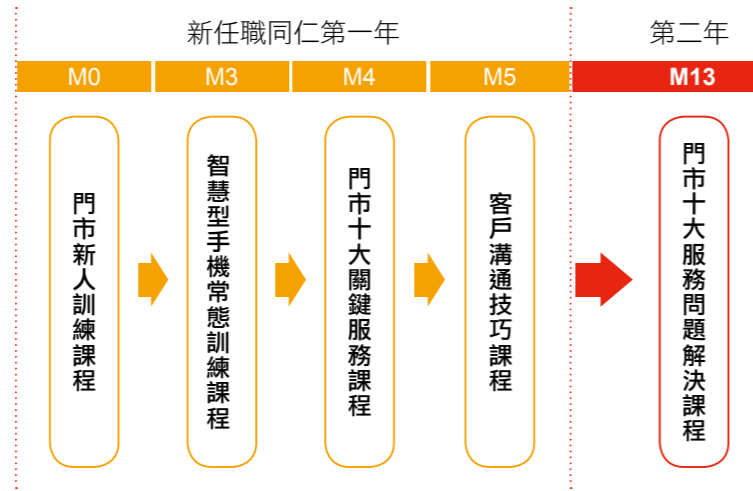 新任職同仁第一年
第二年
M0
M3
M4
M5
M13
門市新人訓練課程
智慧型手機常態訓練課程
門市十大關鍵服務課程
客戶溝通技巧課程
門市十大服務問題解決課程